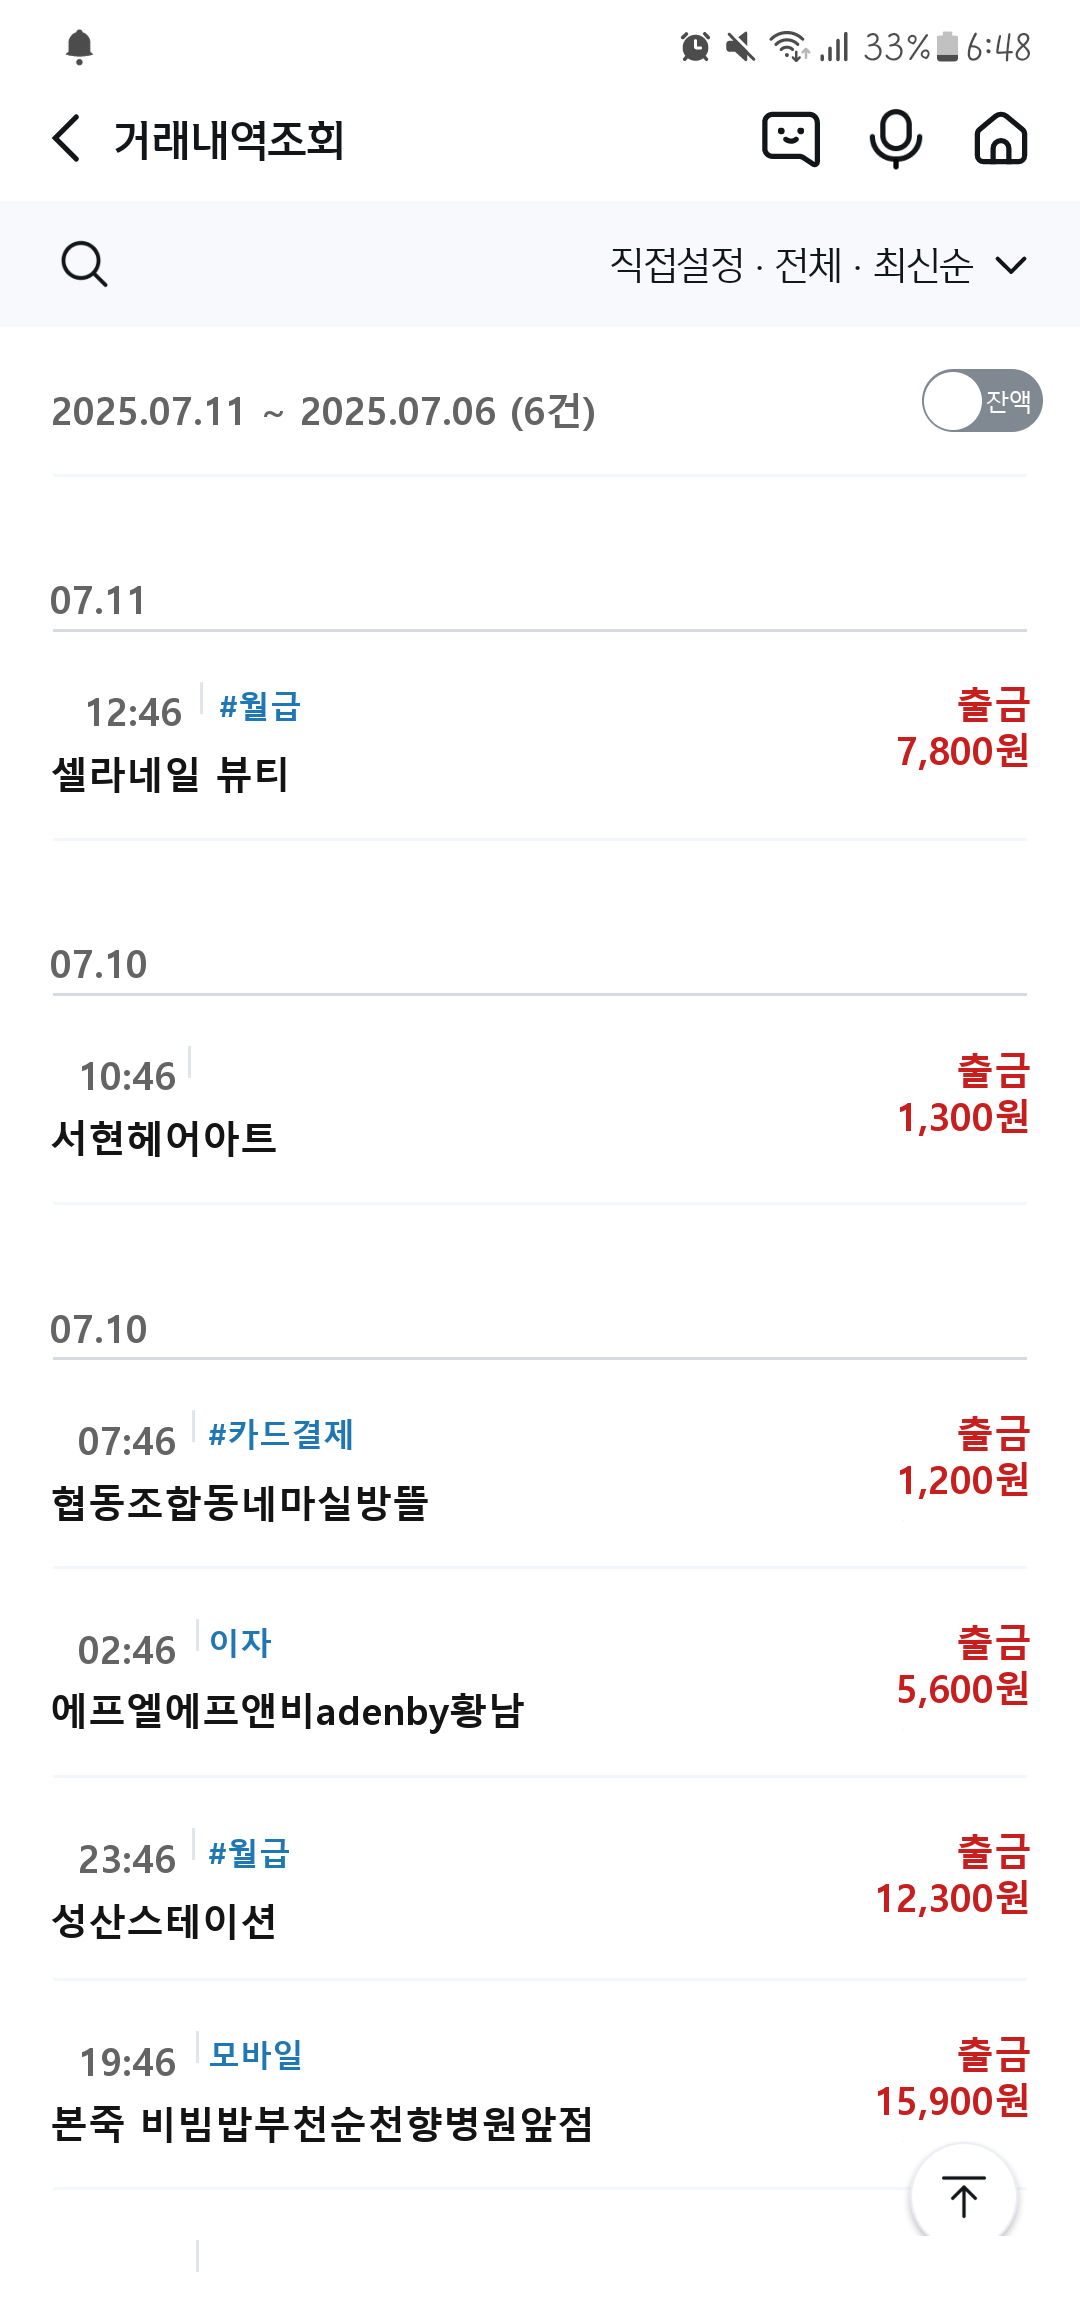 33% 6:48
거래내역조회
직접설정 · 전체 · 최신순
2025.07.11 ~ 2025.07.06 (6건)
잔액
07.11
12:46 #월급
출금
7,800원
셀라네일 뷰티
07.10
10:46
출금
1,300원
서현헤어아트
07.10
07:46 #카드결제
출금
1,200원
협동조합동네마실방뜰
02:46 이자
출금
5,600원
에프엘에프앤비adenby황남
23:46 #월급
출금
12,300원
성산스테이션
19:46 모바일
출금
15,900원
본죽 비빔밥부천순천향병원앞점